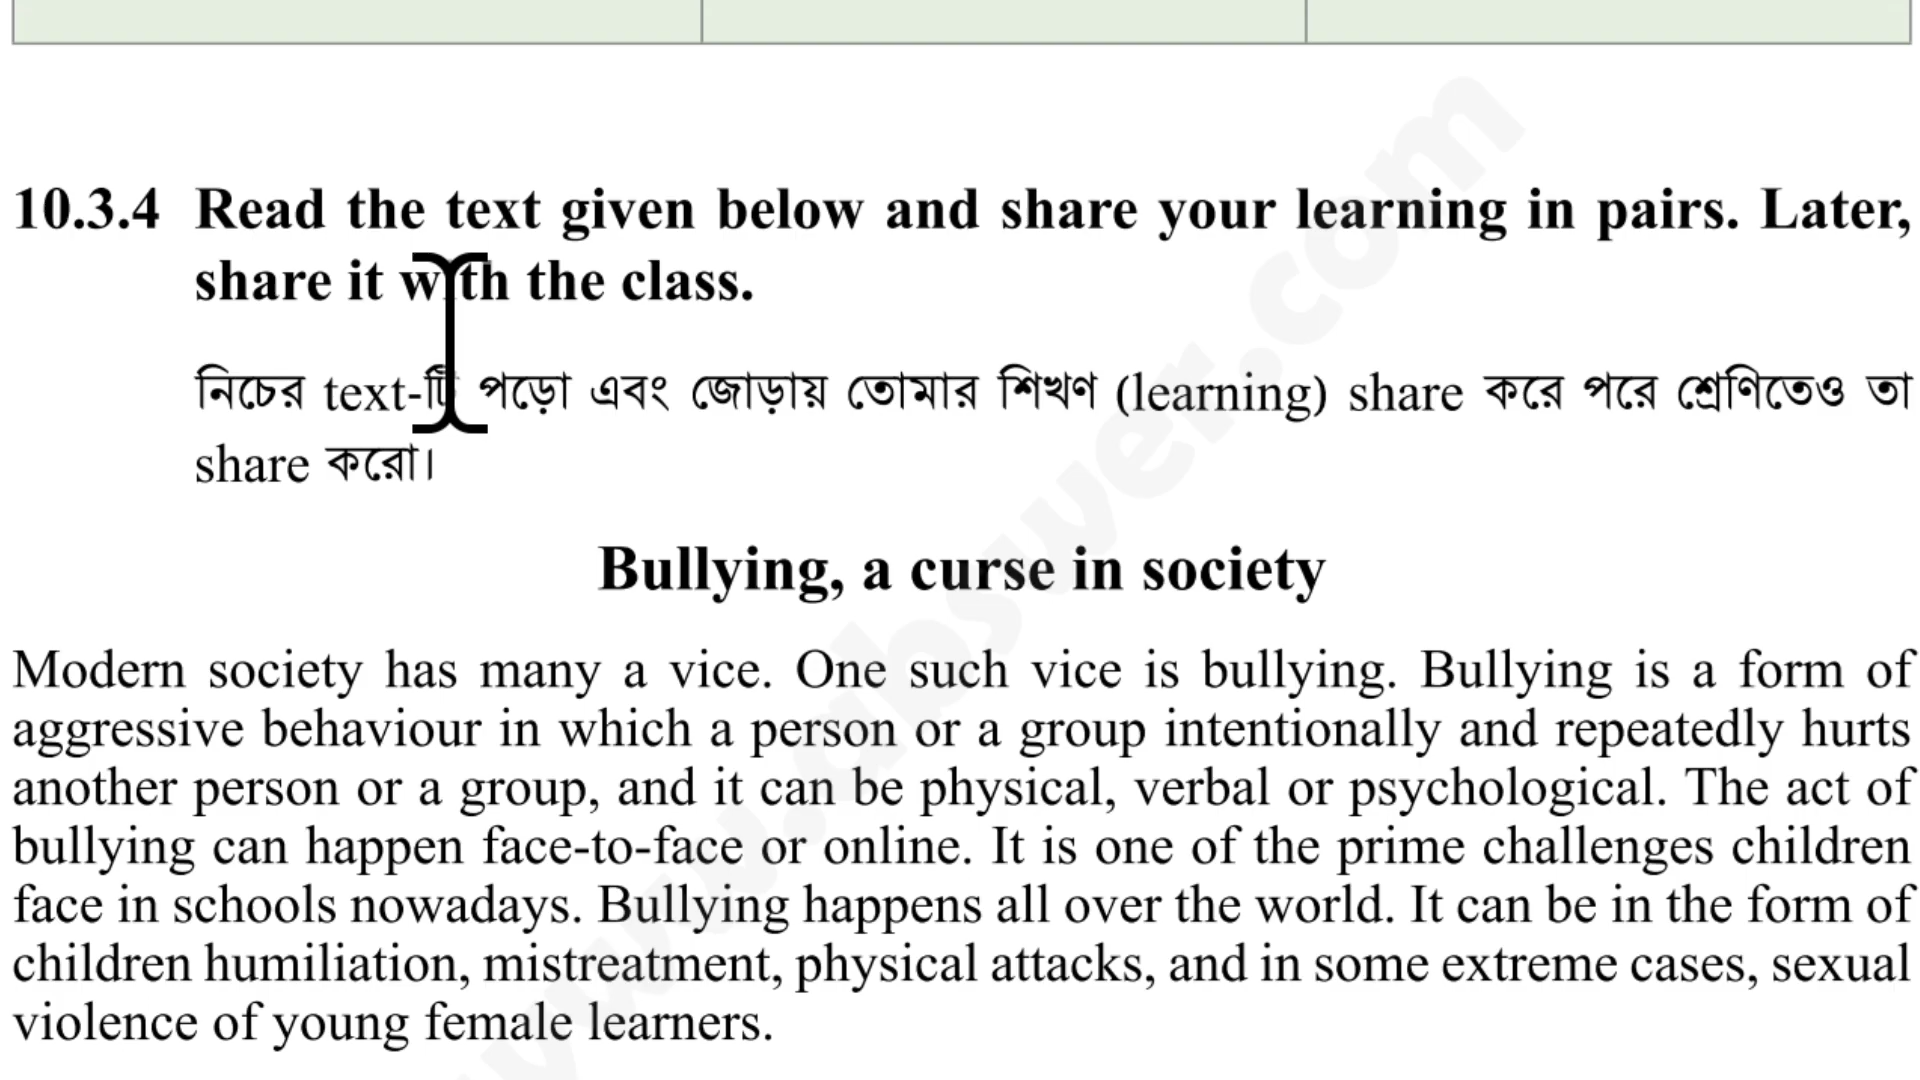 10.3.4 Read the text given below and share your learning in pairs. Later,
share it with the class.
নিচের text-টি পড়ো এবং জোড়ায় তোমার শিখণ (learning) share করে পরে শ্রেণিতেও তা
share করো।
Bullying, a curse in society
Modern society has many a vice. One such vice is bullying. Bullying is a form of
aggressive behaviour in which a person or a group intentionally and repeatedly hurts
another person or a group, and it can be physical, verbal or psychological. The act of
bullying can happen face-to-face or online. It is one of the prime challenges children
face in schools nowadays. Bullying happens all over the world. It can be in the form of
children humiliation, mistreatment, physical attacks, and in some extreme cases, sexual
violence of young female learners.
www.abswer.com